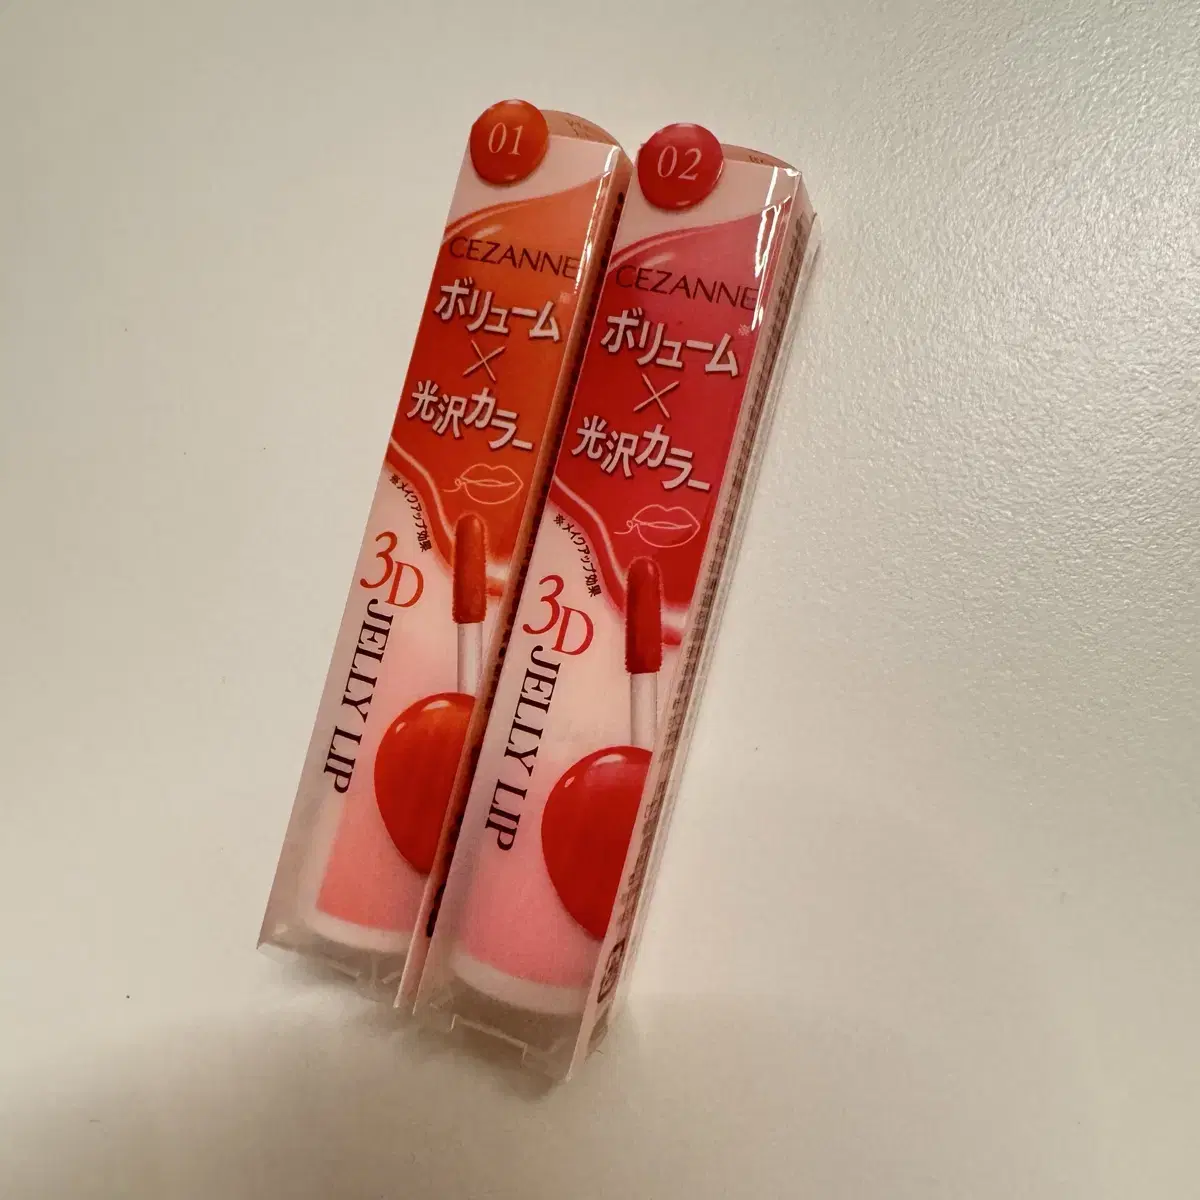 01
CEZANNE
ボリューム※
×
光沢カラー
※メイクアップ効果
3D
JELLY LIP
02
CEZANNE
ボリューム※
×
光沢カラー
※メイクアップ効果
3D
JELLY LIP